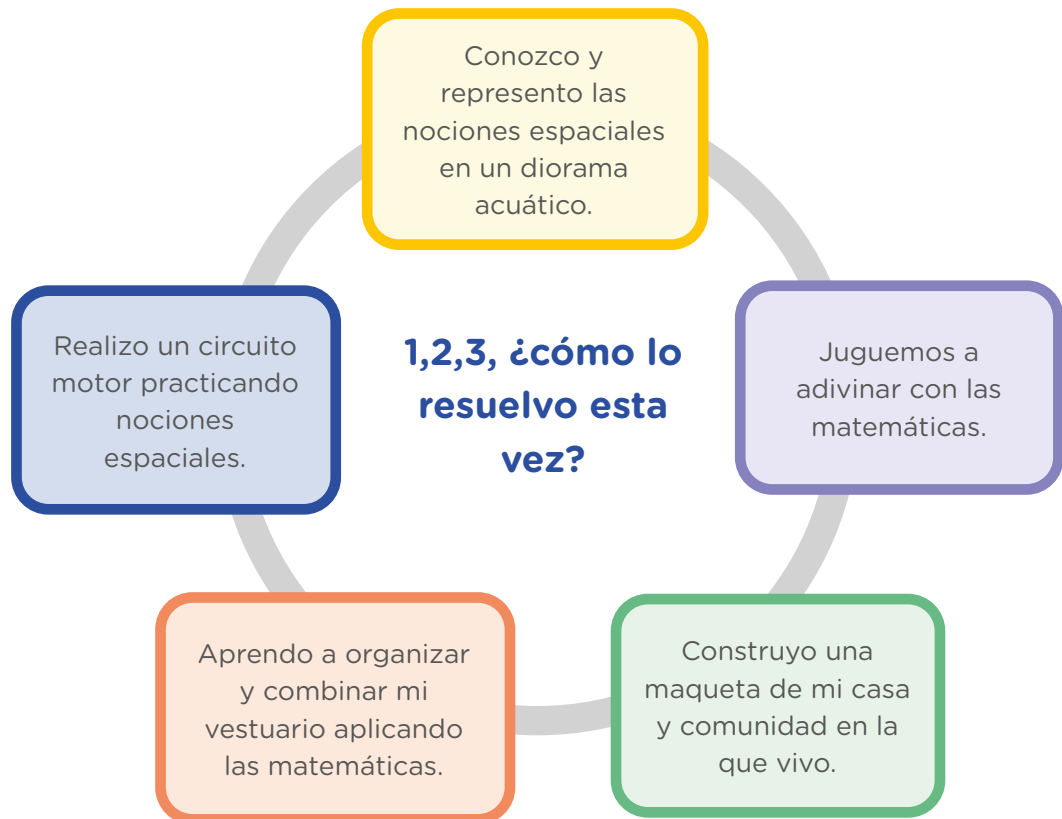 Conozco y
represento las
nociones espaciales
en un diorama
acuático.
1,2,3, ¿cómo lo
resuelvo esta
vez?
Juguemos a
adivinar con las
matemáticas.
Construyo una
maqueta de mi casa
y comunidad en la
que vivo.
Aprendo a organizar
y combinar mi
vestuario aplicando
las matemáticas.
Realizo un circuito
motor practicando
nociones
espaciales.